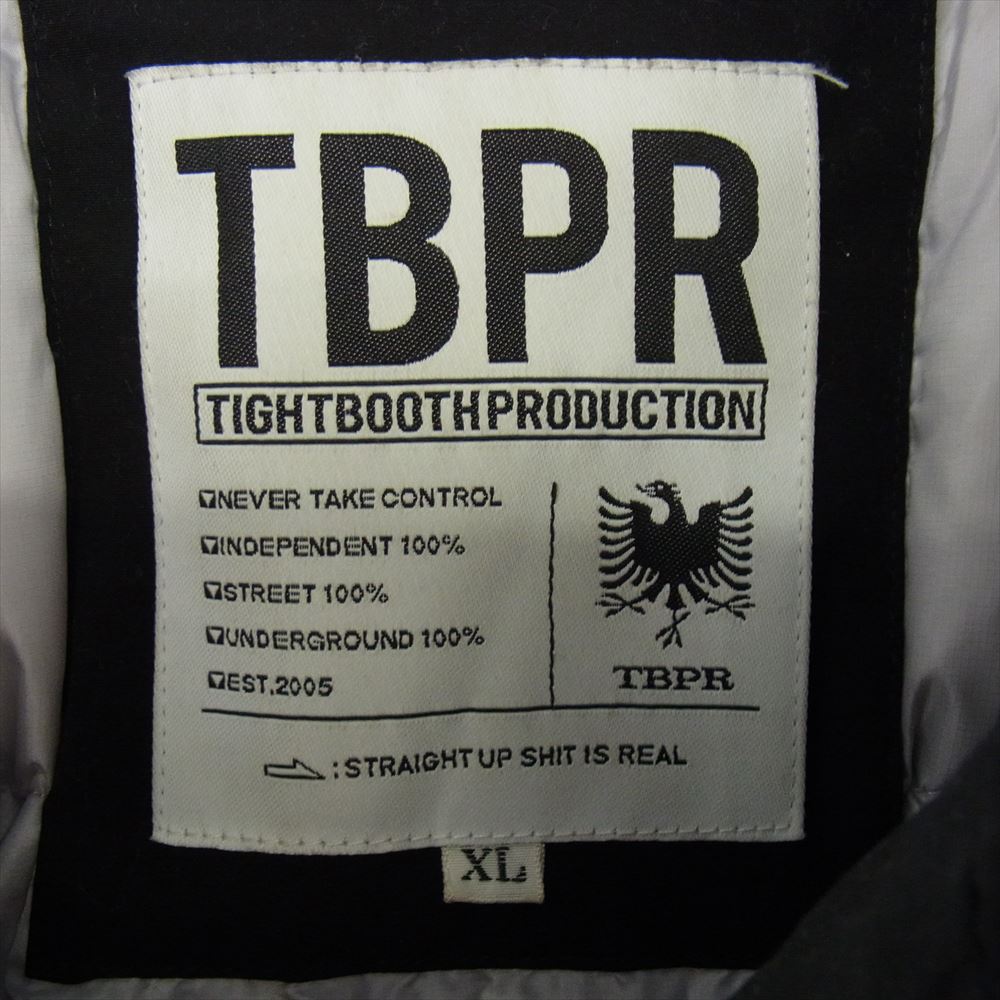 TBPR
TIGHTBOOTHPRODUCTION
NEVER TAKE CONTROL
INDEPENDENT 100%
STREET 100%
UNDERGROUND 100%
EST.2005
TBPR
: STRAIGHT UP SHIT IS REAL
XL